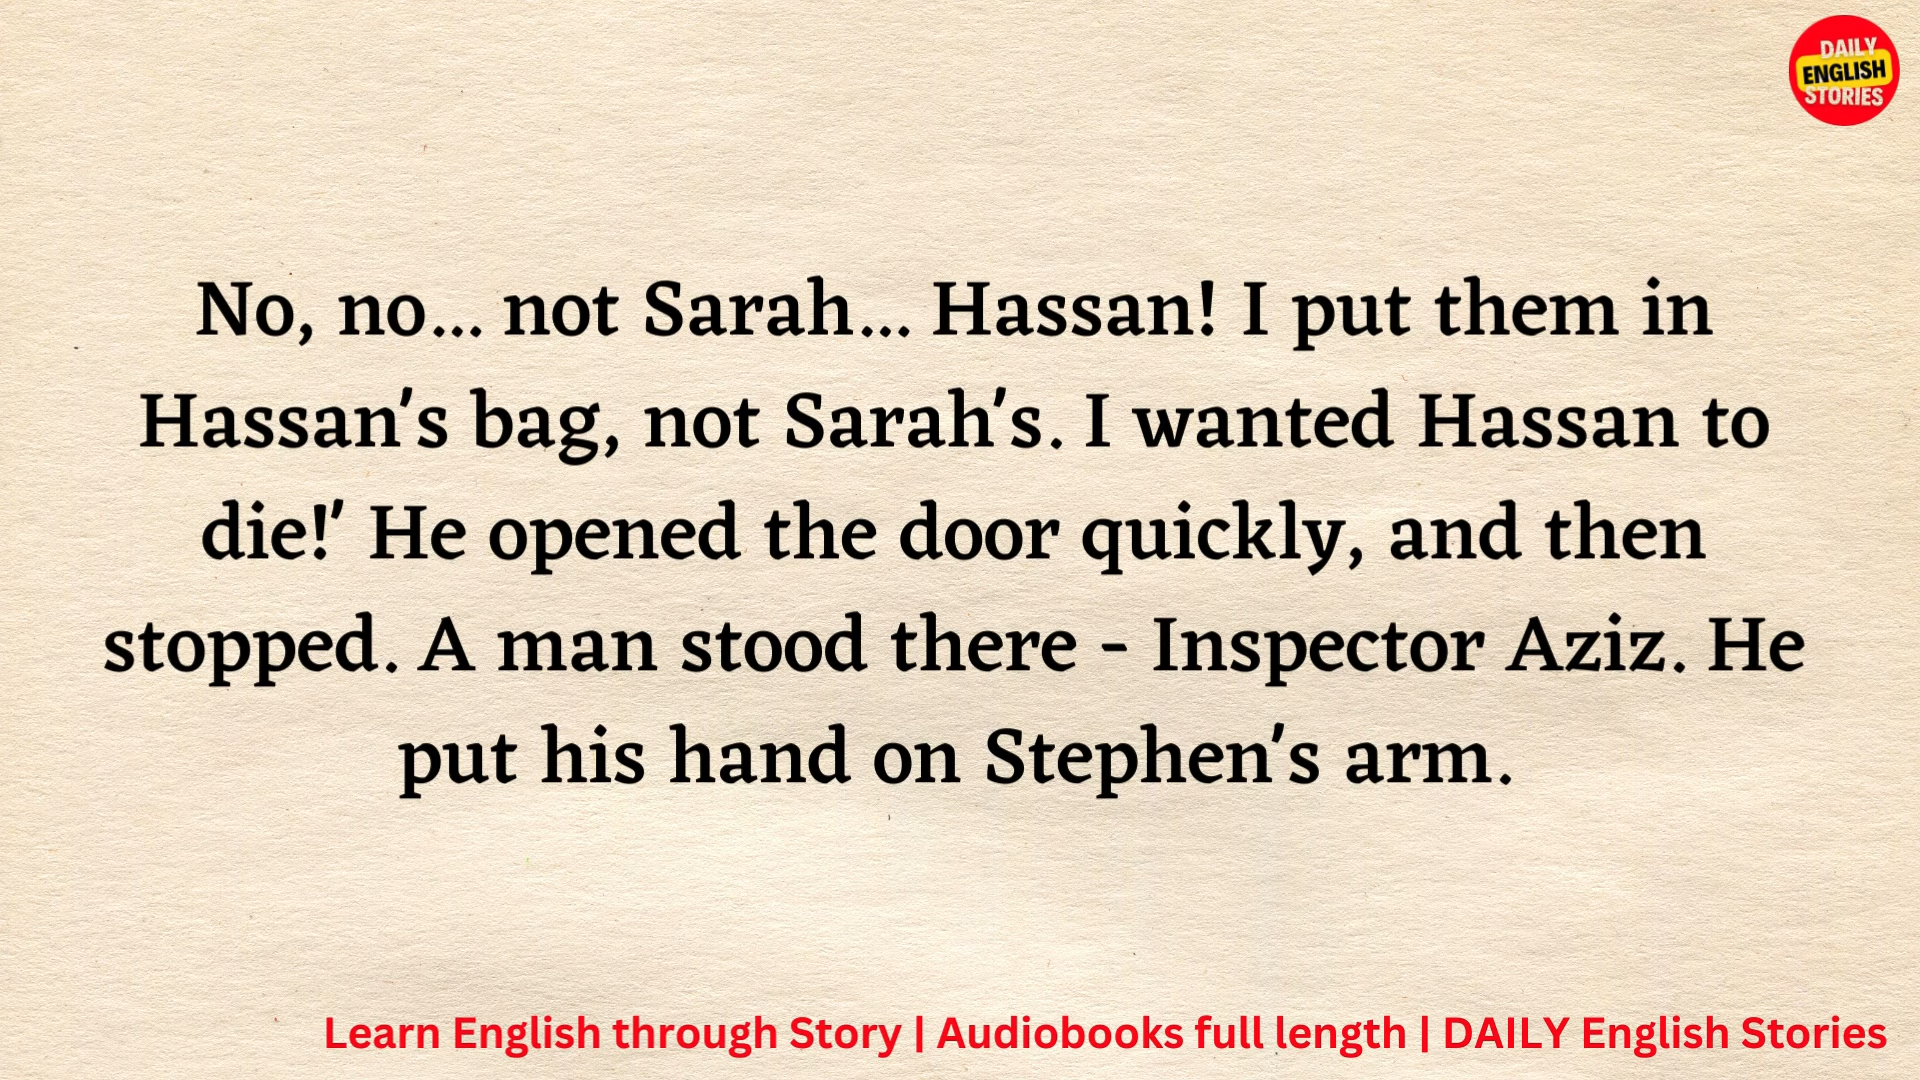 DAILY
ENGLISH
STORIES
No, no... not Sarah... Hassan! I put them in
Hassan's bag, not Sarah's. I wanted Hassan to
die!' He opened the door quickly, and then
stopped. A man stood there - Inspector Aziz. He
put his hand on Stephen's arm.
Learn English through Story | Audiobooks full length | DAILY English Stories